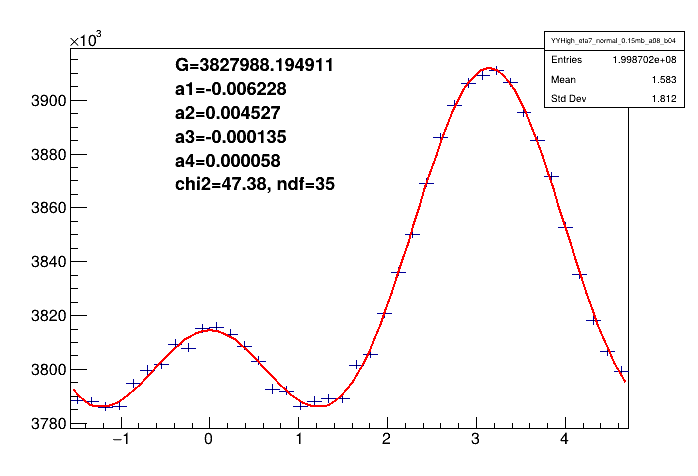 ×10³
YYHigh_eta7_normal_0.15mb_a08_b04
Entries 1.998702e+08
Mean 1.583
Std Dev 1.812
G=3827988.194911
a1=-0.006228
a2=0.004527
a3=-0.000135
a4=0.000058
chi2=47.38, ndf=35
3900
3880
3860
3840
3820
3800
3780
−1 0 1 2 3 4